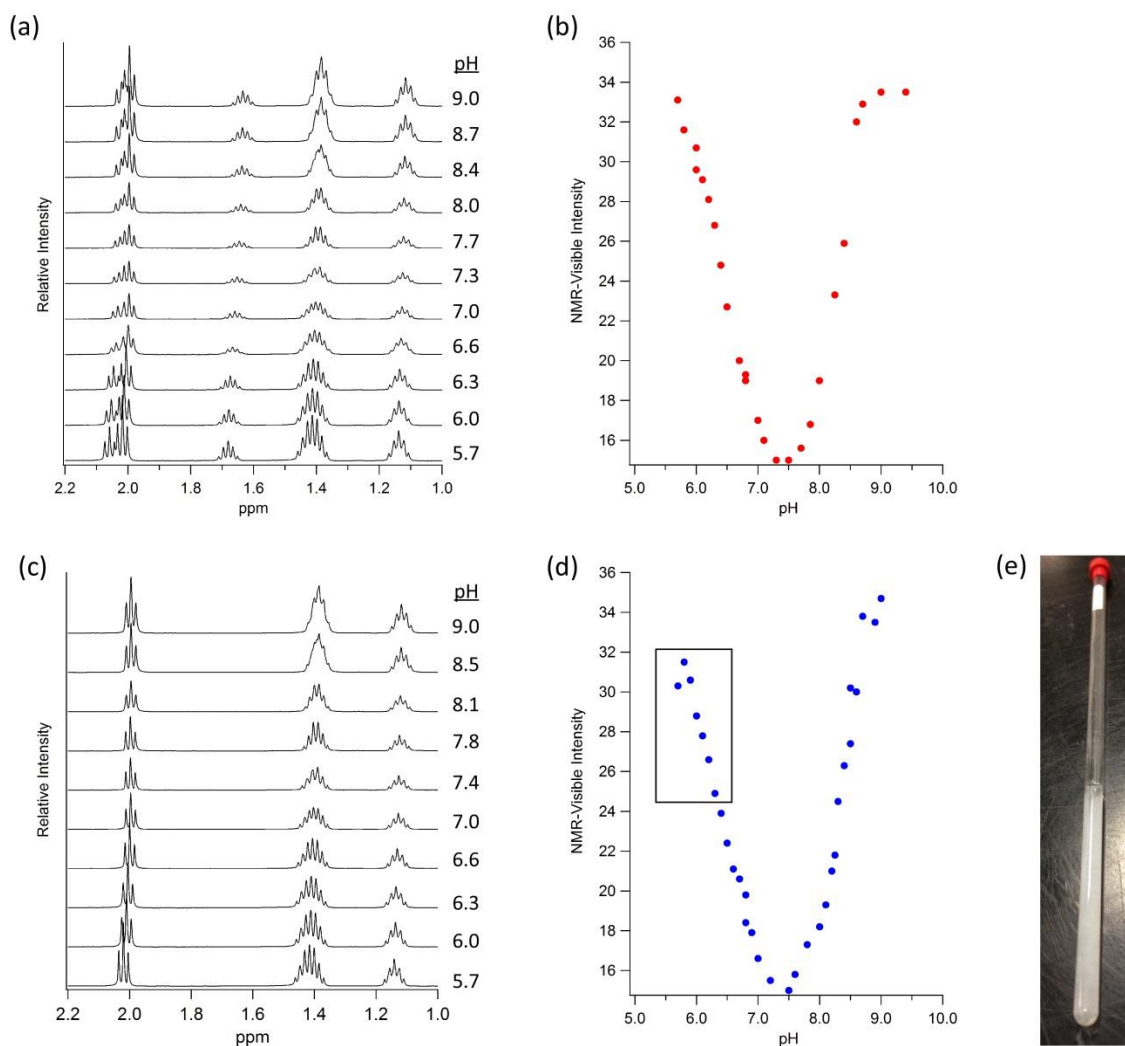 (a)
pH
9.0
8.7
8.4
8.0
7.7
7.3
7.0
6.6
6.3
6.0
5.7
Relative Intensity
2.2 2.0 1.8 1.6 1.4 1.2 1.0
ppm
(b)
36
34
32
30
28
26
24
22
20
18
16
NMR-Visible Intensity
5.0 6.0 7.0 8.0 9.0 10.0
pH
(c)
pH
9.0
8.5
8.1
7.8
7.4
7.0
6.6
6.3
6.0
5.7
Relative Intensity
2.2 2.0 1.8 1.6 1.4 1.2 1.0
ppm
(d)
36
34
32
30
28
26
24
22
20
18
16
NMR-Visible Intensity
5.0 6.0 7.0 8.0 9.0 10.0
pH
(e)